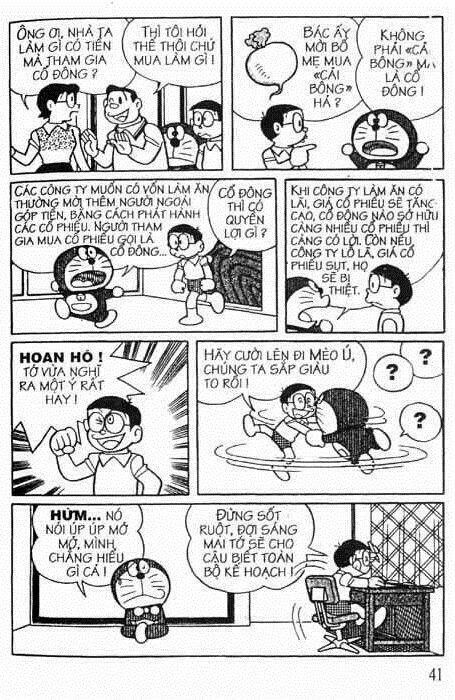 ÔNG ƠI, NHÀ TA
LÀM GÌ CÓ TIỀN
MÀ THAM GIA
CỔ ĐÔNG ?
THÌ TÔI HỎI
THẾ THÔI CHỨ
MUA LÀM GÌ !
BÁC ẤY
MỜI BỐ
MẸ MUA
«CẢI
BÔNG»
HẢ ?
KHÔNG
PHẢI «CẢ
BÔNG» MÀ
LÀ CỔ
ĐÔNG !
CÁC CÔNG TY MUỐN CÓ VỐN LÀM ĂN
THƯỜNG MỜI THÊM NGƯỜI NGOÀI
GÓP TIỀN, BẰNG CÁCH PHÁT HÀNH
CÁC CỔ PHIẾU. NGƯỜI THAM
GIA MUA CỔ PHIẾU GỌI LÀ
CỔ ĐÔNG...
CỔ ĐÔNG
THÌ CÓ
QUYỀN
LỢI GÌ ?
KHI CÔNG TY LÀM ĂN CÓ
LÃI, GIÁ CỔ PHIẾU SẼ TĂNG
CAO, CỔ ĐÔNG NÀO SỞ HỮU
CÀNG NHIỀU CỔ PHIẾU THÌ
CÀNG CÓ LỢI. CÒN NẾU
CÔNG TY LỖ LÃ, GIÁ CỔ
PHIẾU SỤT, HỌ
SẼ BỊ
THIỆT.
HOAN HÔ !
TỚ VỪA NGHĨ
RA MỘT Ý RẤT
HAY !
HÃY CƯỜI LÊN ĐI MÈO Ú,
CHÚNG TA SẮP GIÀU
TO RỒI !
?
?
?
HỪM... NÓ
NÓI ÚP ÚP MỞ
MỞ, MÌNH
CHẲNG HIỂU
GÌ CẢ !
ĐỪNG SỐT
RUỘT, ĐỢI SÁNG
MAI TỚ SẼ CHO
CẬU BIẾT TOÀN
BỘ KẾ HOẠCH !
41